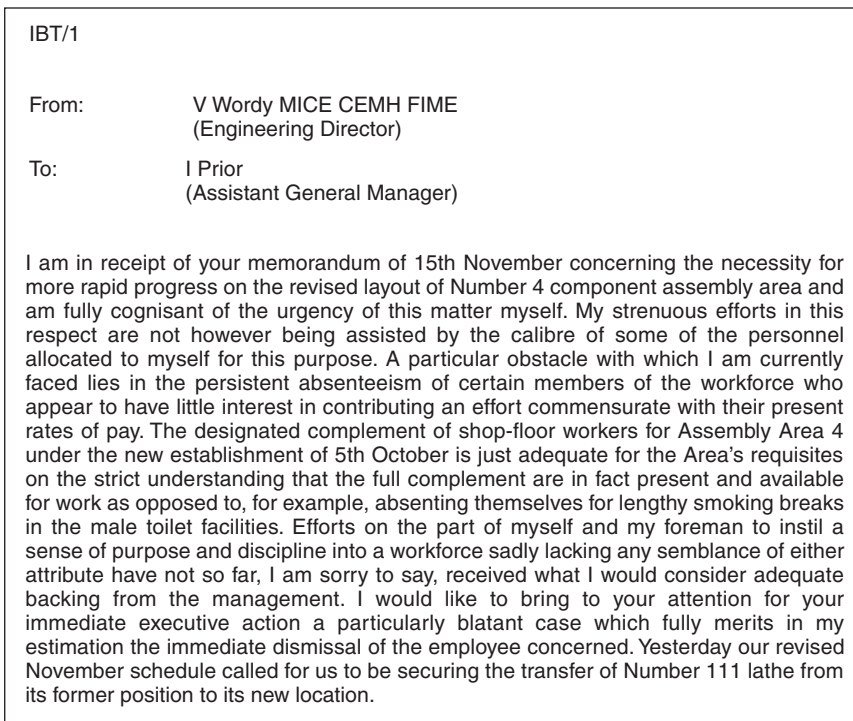 IBT/1
From: V Wordy MICE CEMH FIME
(Engineering Director)
To: I Prior
(Assistant General Manager)
I am in receipt of your memorandum of 15th November concerning the necessity for
more rapid progress on the revised layout of Number 4 component assembly area and
am fully cognisant of the urgency of this matter myself. My strenuous efforts in this
respect are not however being assisted by the calibre of some of the personnel
allocated to myself for this purpose. A particular obstacle with which I am currently
faced lies in the persistent absenteeism of certain members of the workforce who
appear to have little interest in contributing an effort commensurate with their present
rates of pay. The designated complement of shop-floor workers for Assembly Area 4
under the new establishment of 5th October is just adequate for the Area's requisites
on the strict understanding that the full complement are in fact present and available
for work as opposed to, for example, absenting themselves for lengthy smoking breaks
in the male toilet facilities. Efforts on the part of myself and my foreman to instil a
sense of purpose and discipline into a workforce sadly lacking any semblance of either
attribute have not so far, I am sorry to say, received what I would consider adequate
backing from the management. I would like to bring to your attention for your
immediate executive action a particularly blatant case which fully merits in my
estimation the immediate dismissal of the employee concerned. Yesterday our revised
November schedule called for us to be securing the transfer of Number 111 lathe from
its former position to its new location.